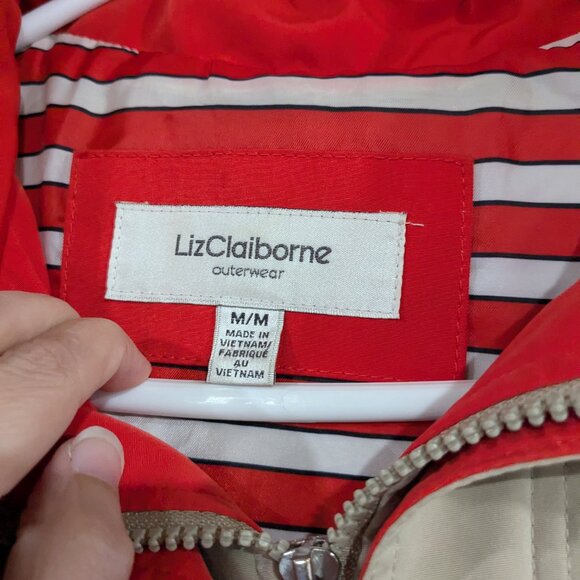 LizClaiborne
outerwear
M/M
MADE IN
VIETNAM/
FABRIQUÉ
AU
VIETNAM